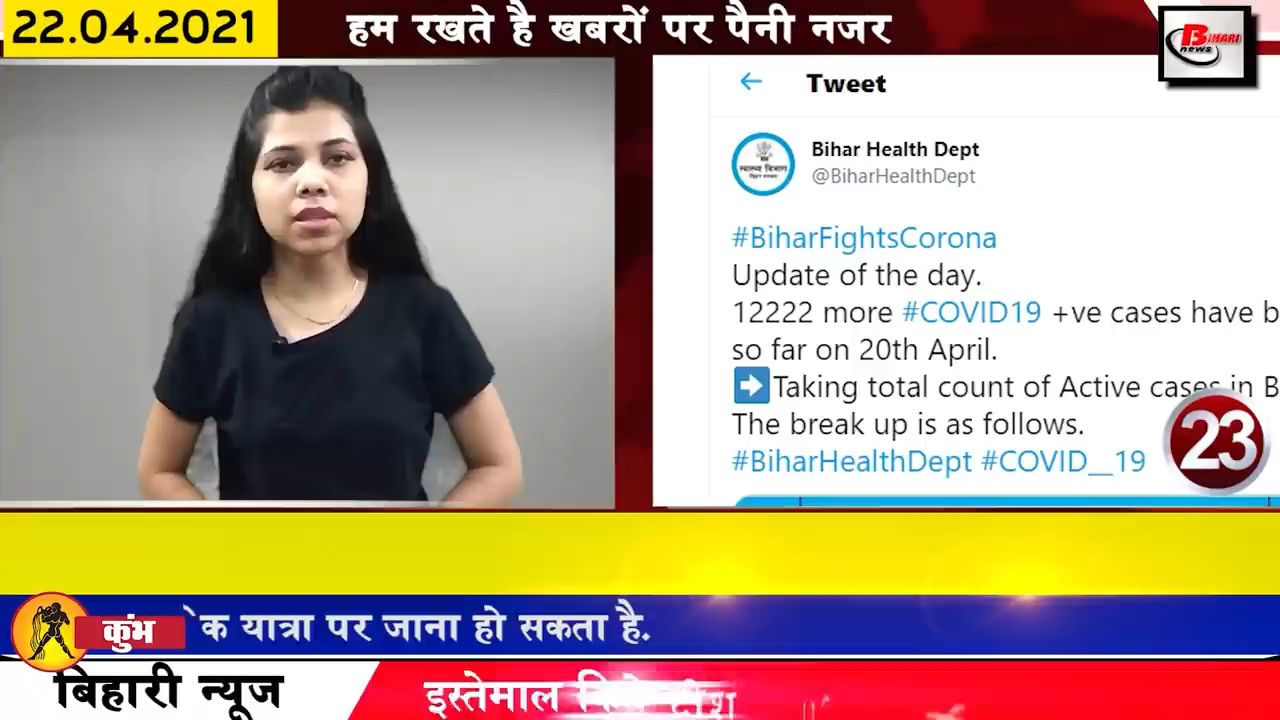 22.04.2021
हम रखते है खबरों पर पैनी नजर
BIHARI
news
Tweet
Bihar Health Dept
@BiharHealthDept
#BiharFightsCorona
Update of the day.
12222 more #COVID19 +ve cases have b
so far on 20th April.
Taking total count of Active cases in B
The break up is as follows.
#BiharHealthDept #COVID__19
23
कुंभ
क यात्रा पर जाना हो सकता है.
बिहारी न्यूज
इस्तेमाल